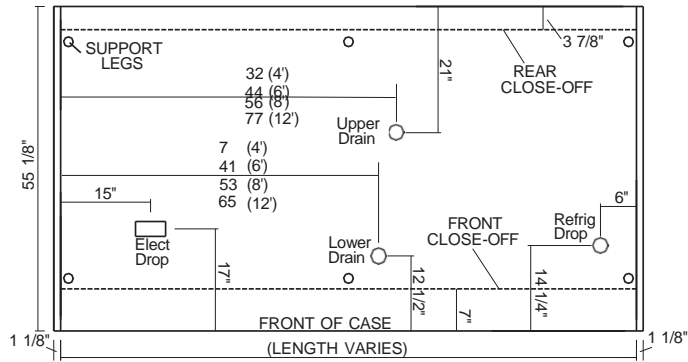 SUPPORT
LEGS
3 7/8"
REAR
CLOSE-OFF
21"
32 (4')
44 (6')
56 (8')
77 (12')
Upper
Drain
7 (4')
41 (6')
53 (8')
65 (12')
55 1/8"
15"
6"
Elect
Drop
Lower
Drain
FRONT
CLOSE-OFF
Refrig
Drop
17"
12 1/2"
7"
14 1/4"
FRONT OF CASE
1 1/8"
(LENGTH VARIES)
1 1/8"